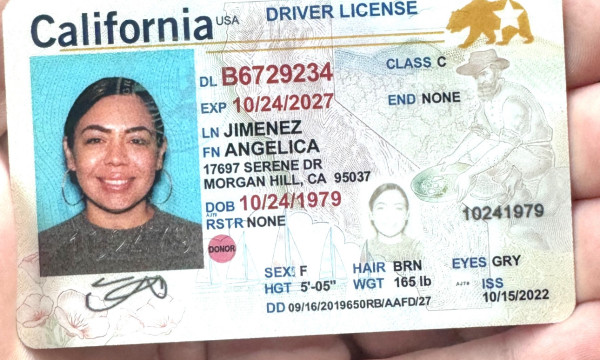 California USA DRIVER LICENSE
CLASS C
DL B6729234
EXP 10/24/2027
END NONE
LN JIMENEZ
FN ANGELICA
17697 SERENE DR
MORGAN HILL, CA 95037
DOB 10/24/1979
RSTR NONE
10241979
DONOR
SEX F HAIR BRN EYES GRY
HGT 5'-05" WGT 165 lb
ISS
DD 09/16/2019650RB/AAFD/27
10/15/2022